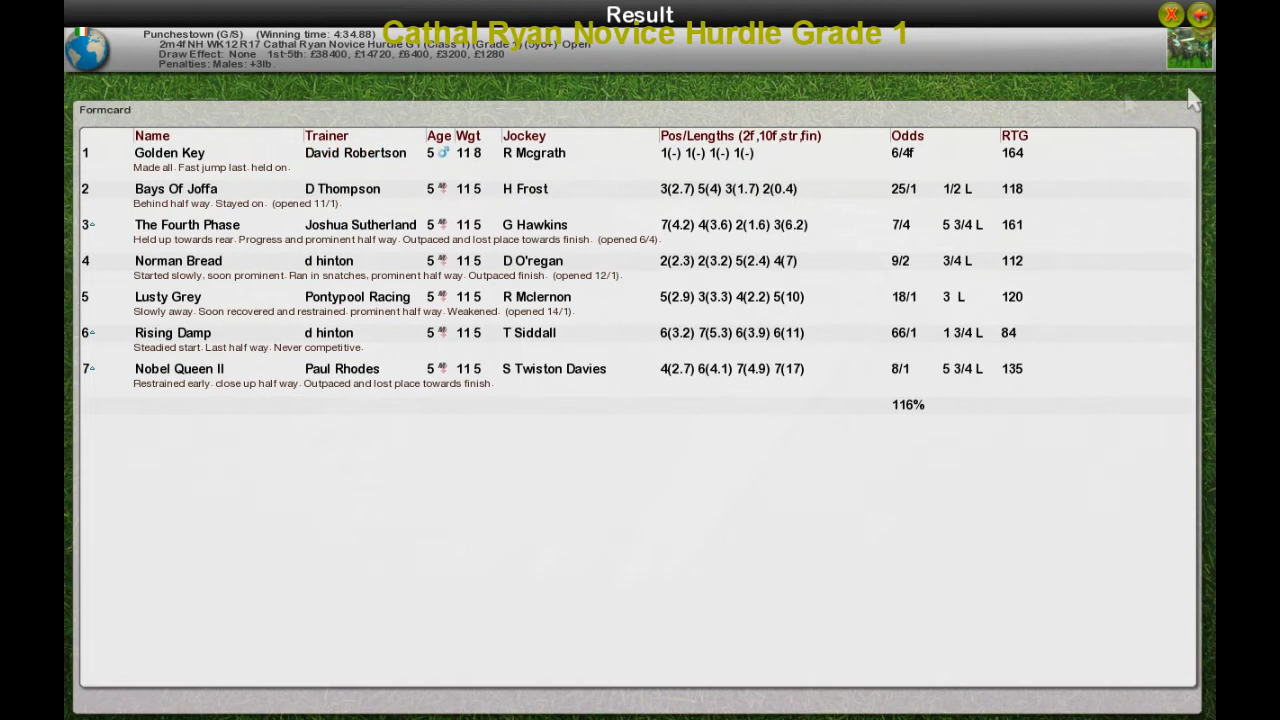 Result
Cathal Ryan Novice Hurdle Grade 1
Punchestown (G/S) (Winning time: 4:34.88)
2m4f NH WK12 R17 Cathal Ryan Novice Hurdle G1 (Class 1) (Grade 1) (5yo+) Open
Draw Effect: None 1st-5th: £38400, £14720, £6400, £3200, £1280
Penalties: Males: +3lb.
Formcard
Name Trainer Age Wgt Jockey Pos/Lengths (2f,10f,str,fin) Odds RTG
1 Golden Key David Robertson 5 11 8 R Mcgrath 1(-) 1(-) 1(-) 1(-) 6/4f 164
Made all. Fast jump last. held on.
2 Bays Of Joffa D Thompson 5 11 5 H Frost 3(2.7) 5(4) 3(1.7) 2(0.4) 25/1 1/2 L 118
Behind half way. Stayed on. (opened 11/1).
3 The Fourth Phase Joshua Sutherland 5 11 5 G Hawkins 7(4.2) 4(3.6) 2(1.6) 3(6.2) 7/4 5 3/4 L 161
Held up towards rear. Progress and prominent half way. Outpaced and lost place towards finish. (opened 6/4).
4 Norman Bread d hinton 5 11 5 D O'regan 2(2.3) 2(3.2) 5(2.4) 4(7) 9/2 3/4 L 112
Started slowly, soon prominent. Ran in snatches, prominent half way. Outpaced finish. (opened 12/1).
5 Lusty Grey Pontypool Racing 5 11 5 R Mclernon 5(2.9) 3(3.3) 4(2.2) 5(10) 18/1 3 L 120
Slowly away. Soon recovered and restrained. prominent half way. Weakened. (opened 14/1).
6 Rising Damp d hinton 5 11 5 T Siddall 6(3.2) 7(5.3) 6(3.9) 6(11) 66/1 1 3/4 L 84
Steadied start. Last half way. Never competitive.
7 Nobel Queen II Paul Rhodes 5 11 5 S Twiston Davies 4(2.7) 6(4.1) 7(4.9) 7(17) 8/1 5 3/4 L 135
Restrained early. close up half way. Outpaced and lost place towards finish.
116%